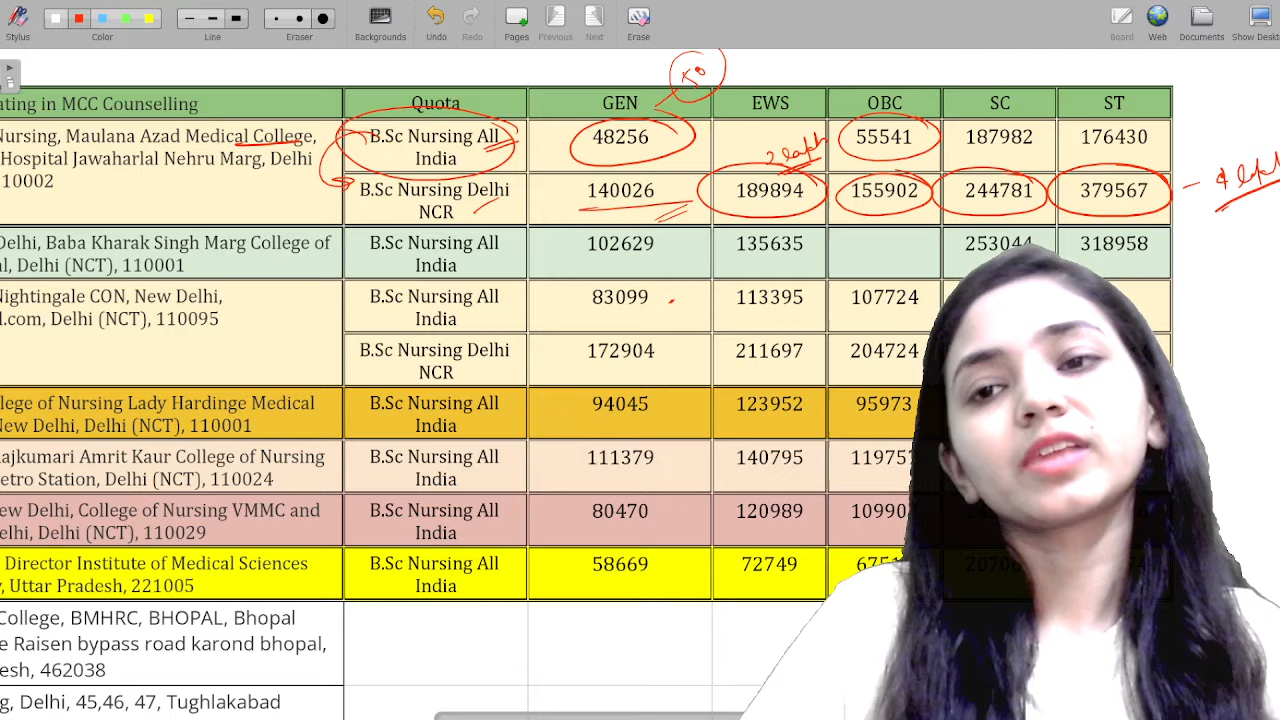 Stylus
Color
Line
Eraser
Backgrounds
Undo
Redo
Pages
Previous
Next
Erase
Board
Web
Documents
Show Deskt
ating in MCC Counselling
Quota
GEN
EWS
OBC
SC
ST
50
Nursing, Maulana Azad Medical College,
Hospital Jawaharlal Nehru Marg, Delhi
10002
B.Sc Nursing All
India
48256
55541
187982
176430
2 lakh
B.Sc Nursing Delhi
NCR
140026
189894
155902
244781
379567
4 lakh
Delhi, Baba Kharak Singh Marg College of
al, Delhi (NCT), 110001
B.Sc Nursing All
India
102629
135635
253044
318958
Nightingale CON, New Delhi,
l.com, Delhi (NCT), 110095
B.Sc Nursing All
India
83099
113395
107724
B.Sc Nursing Delhi
NCR
172904
211697
204724
llege of Nursing Lady Hardinge Medical
New Delhi, Delhi (NCT), 110001
B.Sc Nursing All
India
94045
123952
95973
ajkumari Amrit Kaur College of Nursing
etro Station, Delhi (NCT), 110024
B.Sc Nursing All
India
111379
140795
11975
ew Delhi, College of Nursing VMMC and
elhi, Delhi (NCT), 110029
B.Sc Nursing All
India
80470
120989
10990
Director Institute of Medical Sciences
, Uttar Pradesh, 221005
B.Sc Nursing All
India
58669
72749
College, BMHRC, BHOPAL, Bhopal
e Raisen bypass road karond bhopal,
esh, 462038
g, Delhi, 45,46, 47, Tughlakabad